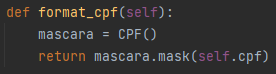 def format_cpf(self):
    mascara = CPF()
    return mascara.mask(self.cpf)